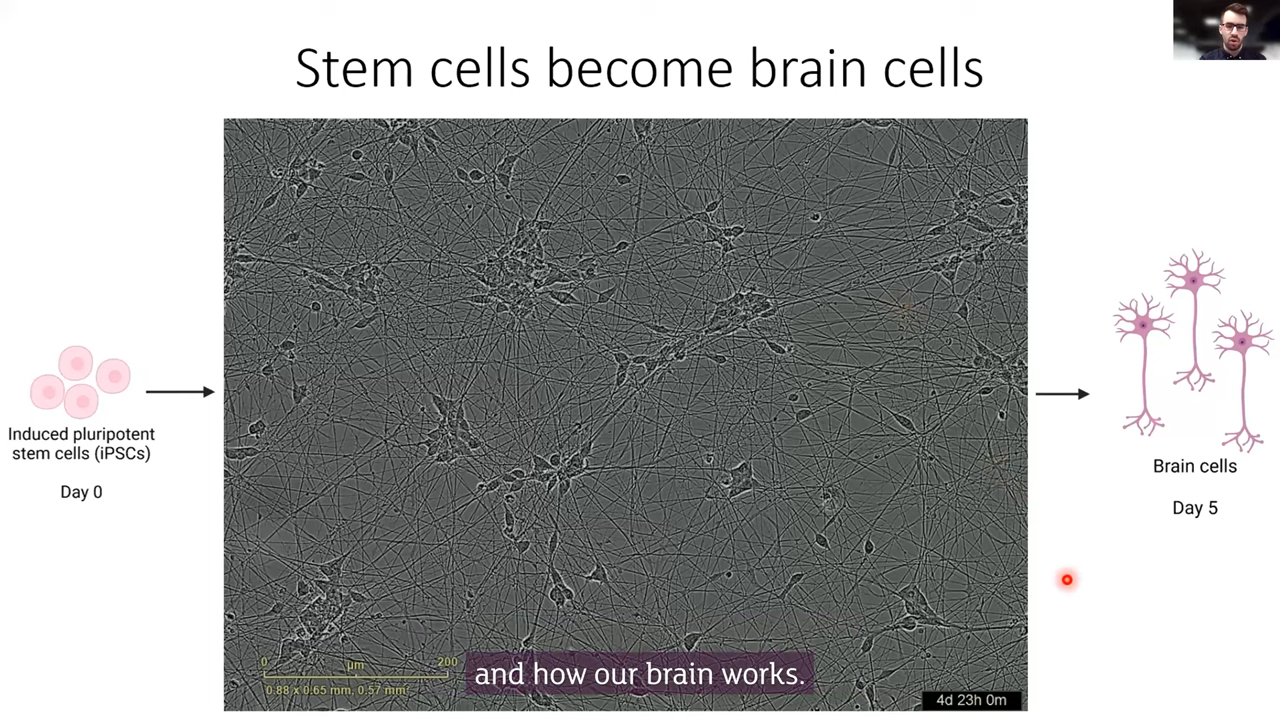 Stem cells become brain cells
Induced pluripotent
stem cells (iPSCs)
Day 0
Brain cells
Day 5
0 µm 200
0.88 x 0.65 mm, 0.57 mm²
and how our brain works.
4d 23h 0m